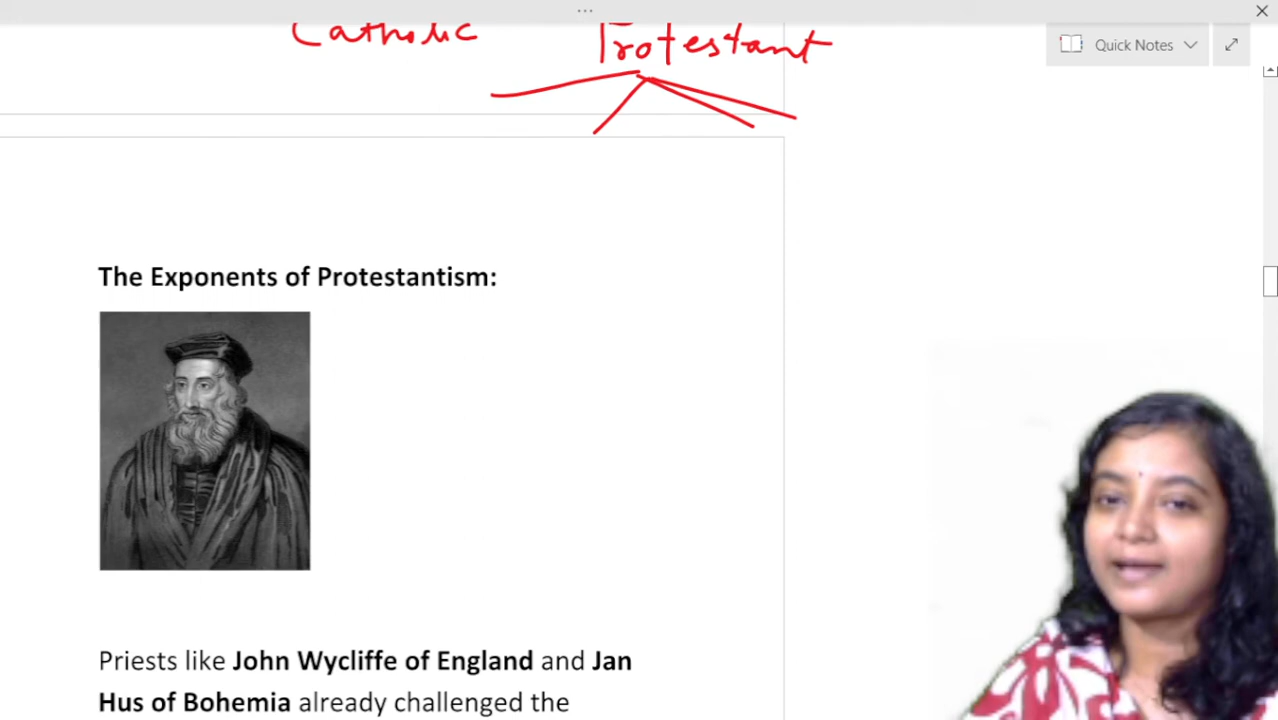 Catholic Protestant
Quick Notes
The Exponents of Protestantism:
Priests like John Wycliffe of England and Jan
Hus of Bohemia already challenged the